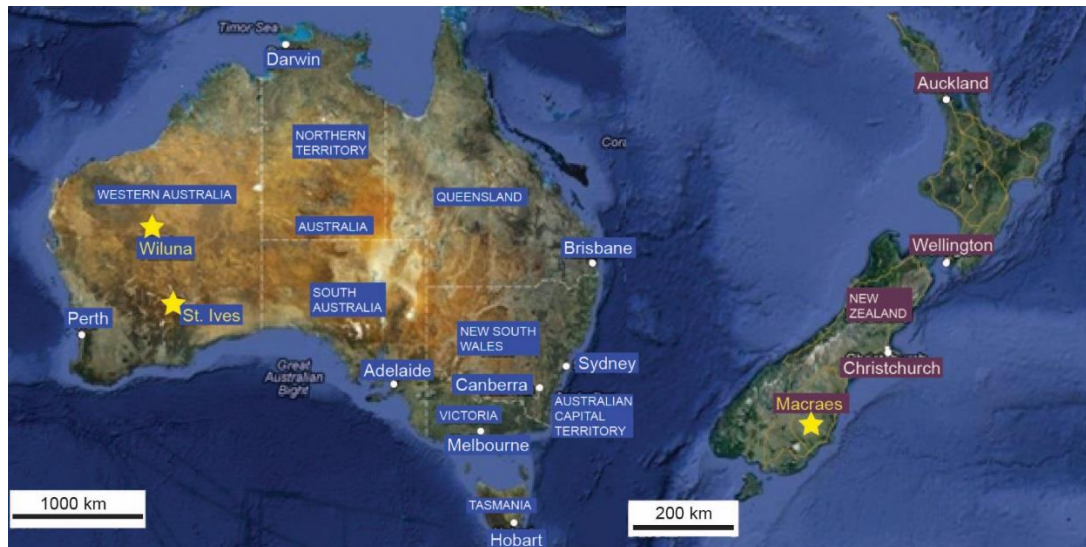 Timor Sea
Darwin
NORTHERN
TERRITORY
WESTERN AUSTRALIA
QUEENSLAND
AUSTRALIA
Wiluna
Brisbane
SOUTH
AUSTRALIA
St. Ives
Perth
NEW SOUTH
WALES
Great
Australian
Bight
Adelaide
Sydney
Canberra
AUSTRALIAN
CAPITAL
TERRITORY
VICTORIA
Melbourne
TASMANIA
Hobart
1000 km
Auckland
Wellington
NEW
ZEALAND
Christchurch
Macraes
200 km